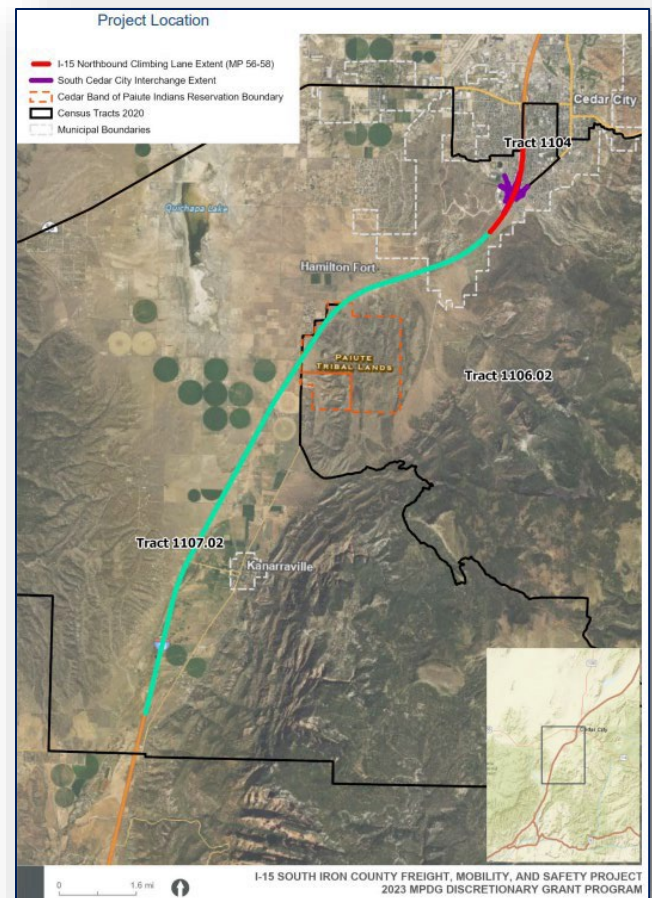 Project Location
I-15 Northbound Climbing Lane Extent (MP 56-58)
South Cedar City Interchange Extent
Cedar Band of Paiute Indians Reservation Boundary
Census Tracts 2020
Municipal Boundaries
Cedar City
Tract 1104
Quichapa Lake
Hamilton Fort
PAIUTE
TRIBAL LANDS
Tract 1106.02
Tract 1107.02
Kanarraville
I-15 SOUTH IRON COUNTY FREIGHT, MOBILITY, AND SAFETY PROJECT
0 1.6 mi
2023 MPDG DISCRETIONARY GRANT PROGRAM